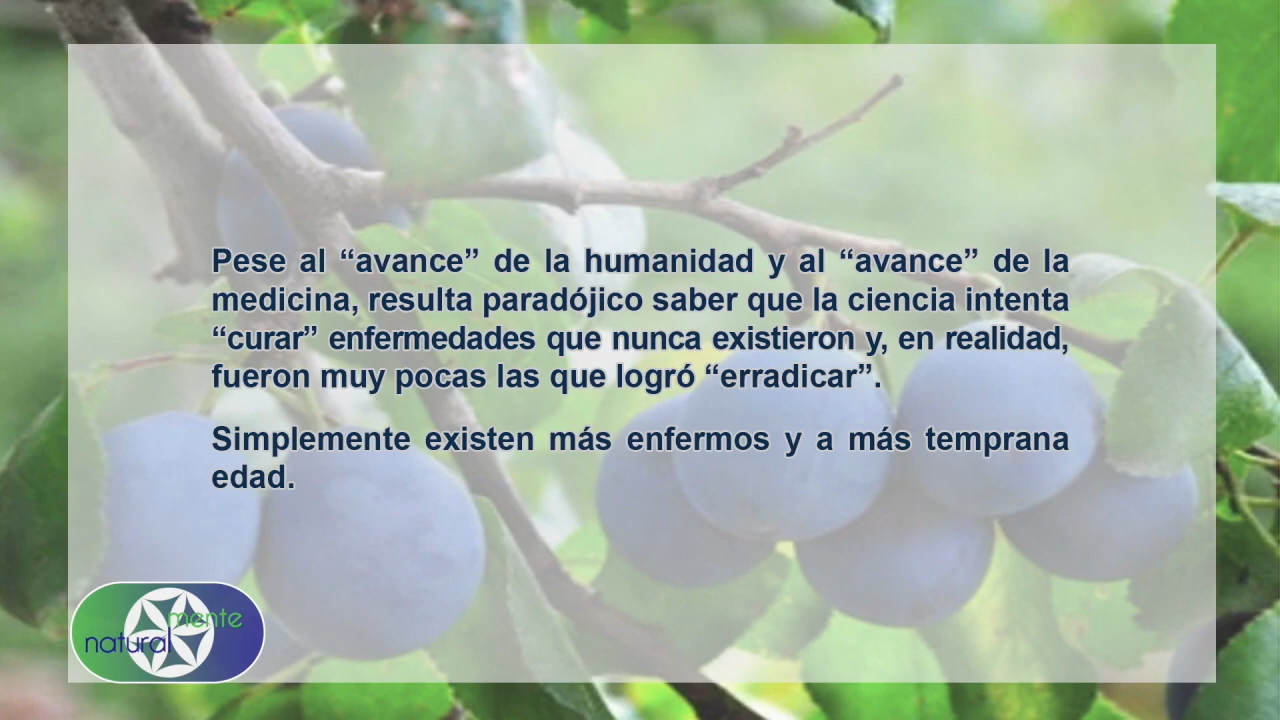 Pese al “avance” de la humanidad y al “avance” de la
medicina, resulta paradójico saber que la ciencia intenta
“curar” enfermedades que nunca existieron y, en realidad,
fueron muy pocas las que logró “erradicar”.
Simplemente existen más enfermos y a más temprana
edad.
natural
mente